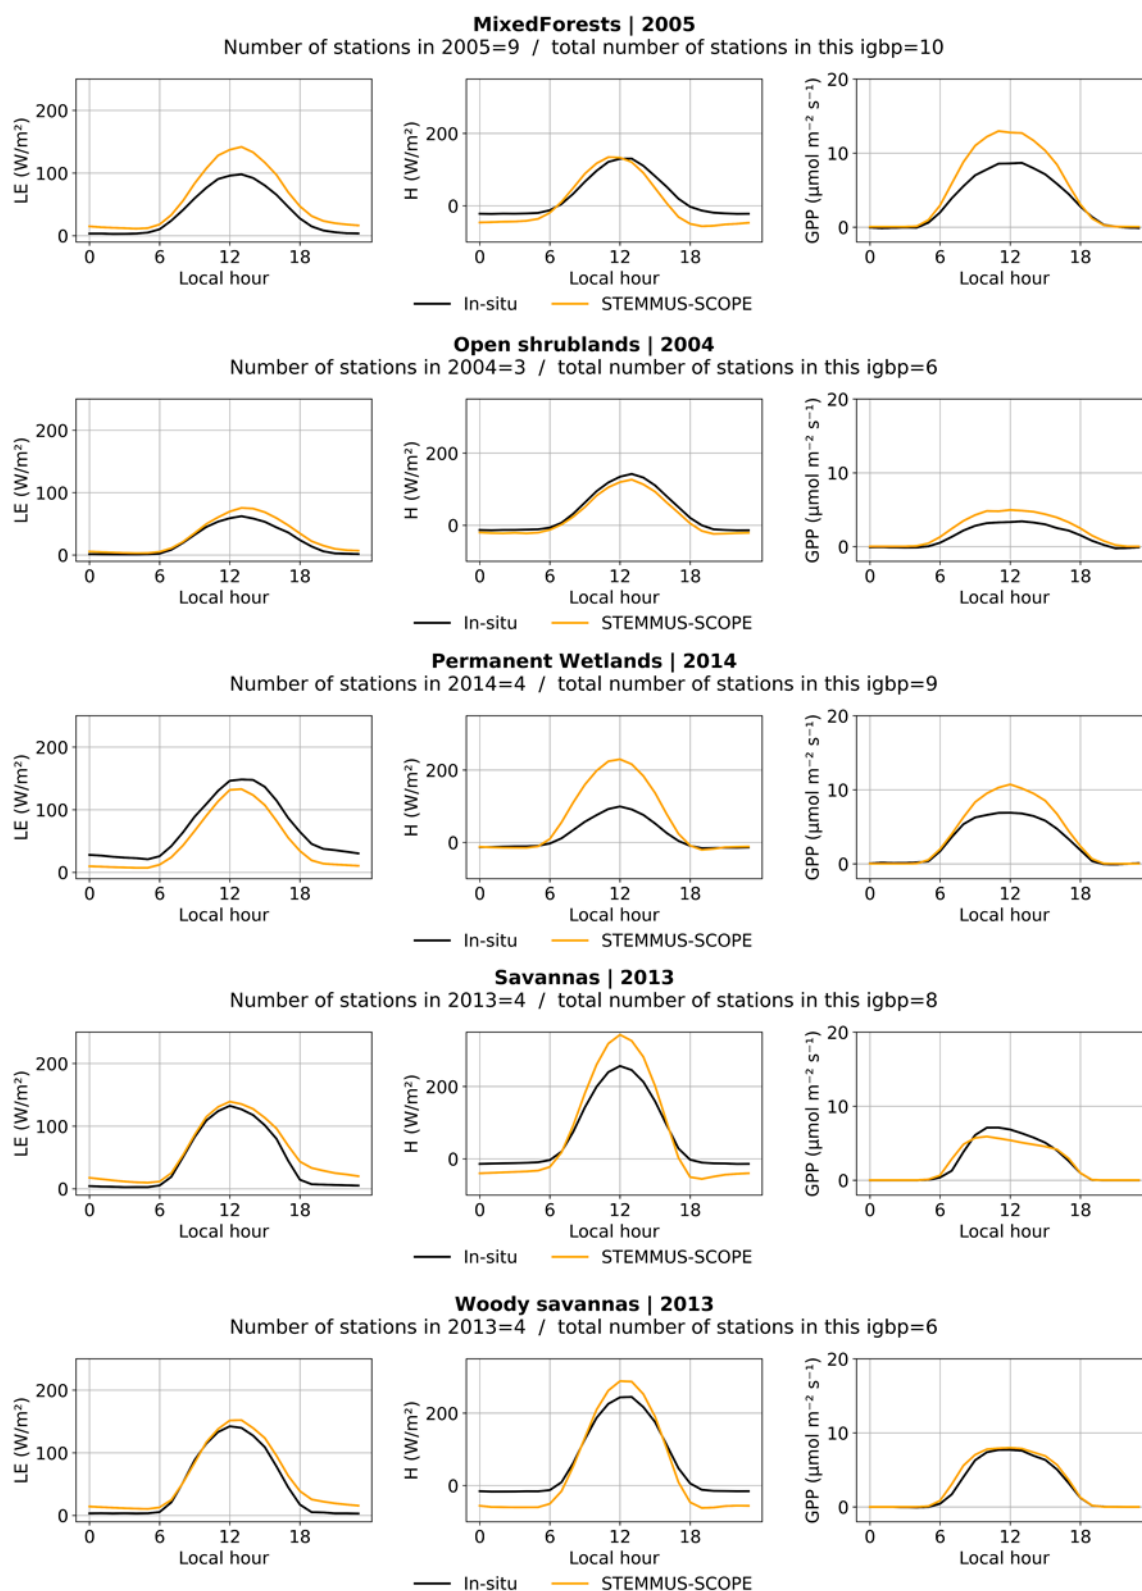 MixedForests | 2005
Number of stations in 2005=9 / total number of stations in this igbp=10
LE (W/m²)
200
100
0
0 6 12 18
Local hour
H (W/m²)
200
0
0 6 12 18
Local hour
GPP (μmol m⁻² s⁻¹)
20
10
0
0 6 12 18
Local hour
In-situ STEMMUS-SCOPE
Open shrublands | 2004
Number of stations in 2004=3 / total number of stations in this igbp=6
LE (W/m²)
200
100
0
0 6 12 18
Local hour
H (W/m²)
200
0
0 6 12 18
Local hour
GPP (μmol m⁻² s⁻¹)
20
10
0
0 6 12 18
Local hour
In-situ STEMMUS-SCOPE
Permanent Wetlands | 2014
Number of stations in 2014=4 / total number of stations in this igbp=9
LE (W/m²)
200
100
0
0 6 12 18
Local hour
H (W/m²)
200
0
0 6 12 18
Local hour
GPP (μmol m⁻² s⁻¹)
20
10
0
0 6 12 18
Local hour
In-situ STEMMUS-SCOPE
Savannas | 2013
Number of stations in 2013=4 / total number of stations in this igbp=8
LE (W/m²)
200
100
0
0 6 12 18
Local hour
H (W/m²)
200
0
0 6 12 18
Local hour
GPP (μmol m⁻² s⁻¹)
20
10
0
0 6 12 18
Local hour
In-situ STEMMUS-SCOPE
Woody savannas | 2013
Number of stations in 2013=4 / total number of stations in this igbp=6
LE (W/m²)
200
100
0
0 6 12 18
Local hour
H (W/m²)
200
0
0 6 12 18
Local hour
GPP (μmol m⁻² s⁻¹)
20
10
0
0 6 12 18
Local hour
In-situ STEMMUS-SCOPE